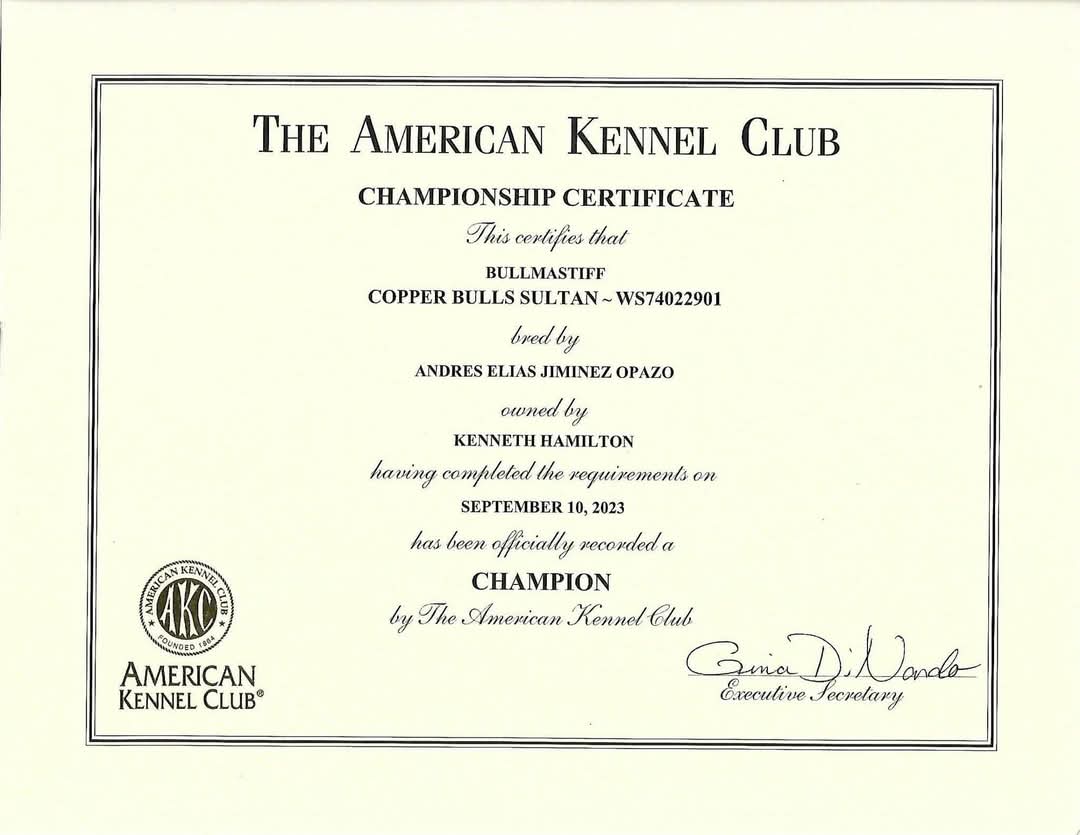 THE AMERICAN KENNEL CLUB
CHAMPIONSHIP CERTIFICATE
This certifies that
BULLMASTIFF
COPPER BULLS SULTAN ~ WS74022901
bred by
ANDRES ELIAS JIMINEZ OPAZO
owned by
KENNETH HAMILTON
having completed the requirements on
SEPTEMBER 10, 2023
has been officially recorded a
CHAMPION
by The American Kennel Club
AMERICAN KENNEL CLUB
AKC
FOUNDED 1884
AMERICAN
KENNEL CLUB®
Gina DiNardo
Executive Secretary